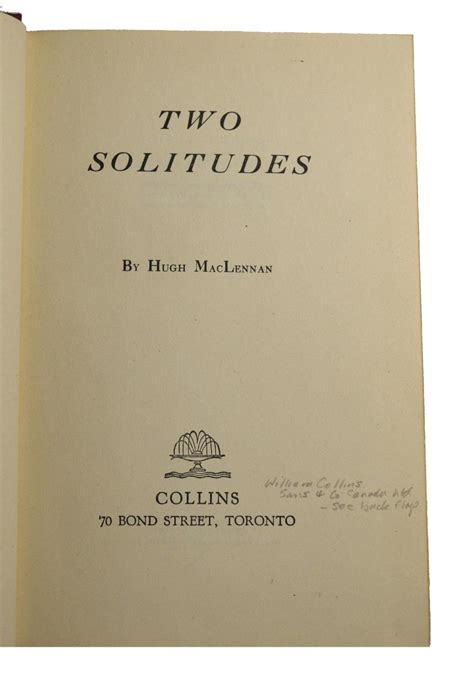 TWO
SOLITUDES
BY HUGH MACLENNAN
COLLINS
70 BOND STREET, TORONTO
William Collins
Sons & Co Canada Ltd
- see back flap